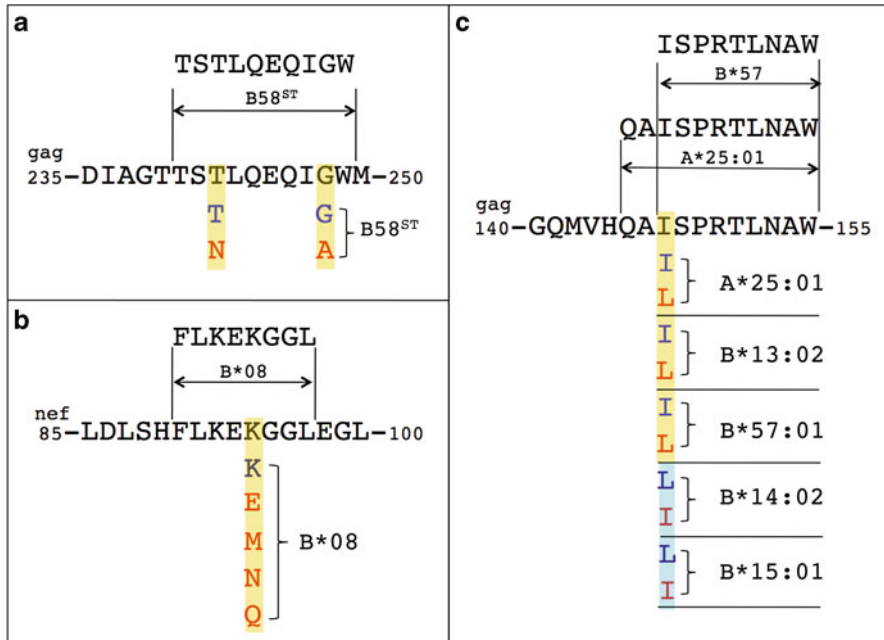 a
TSTLQEQIGW
B58ST
gag
235–DIAGTTSTLQEQIGWM–250
T G
N A
B58ST
b
FLKEKGGL
B*08
nef
85–LDLSHFLKEKGGLEGL–100
K
E
M
N
Q
B*08
c
ISPRTLNAW
B*57
QAISPRTLNAW
A*25:01
gag
140–GQMVHQAISPRTLNAW–155
I
L
A*25:01
I
L
B*13:02
I
L
B*57:01
L
I
B*14:02
L
I
B*15:01